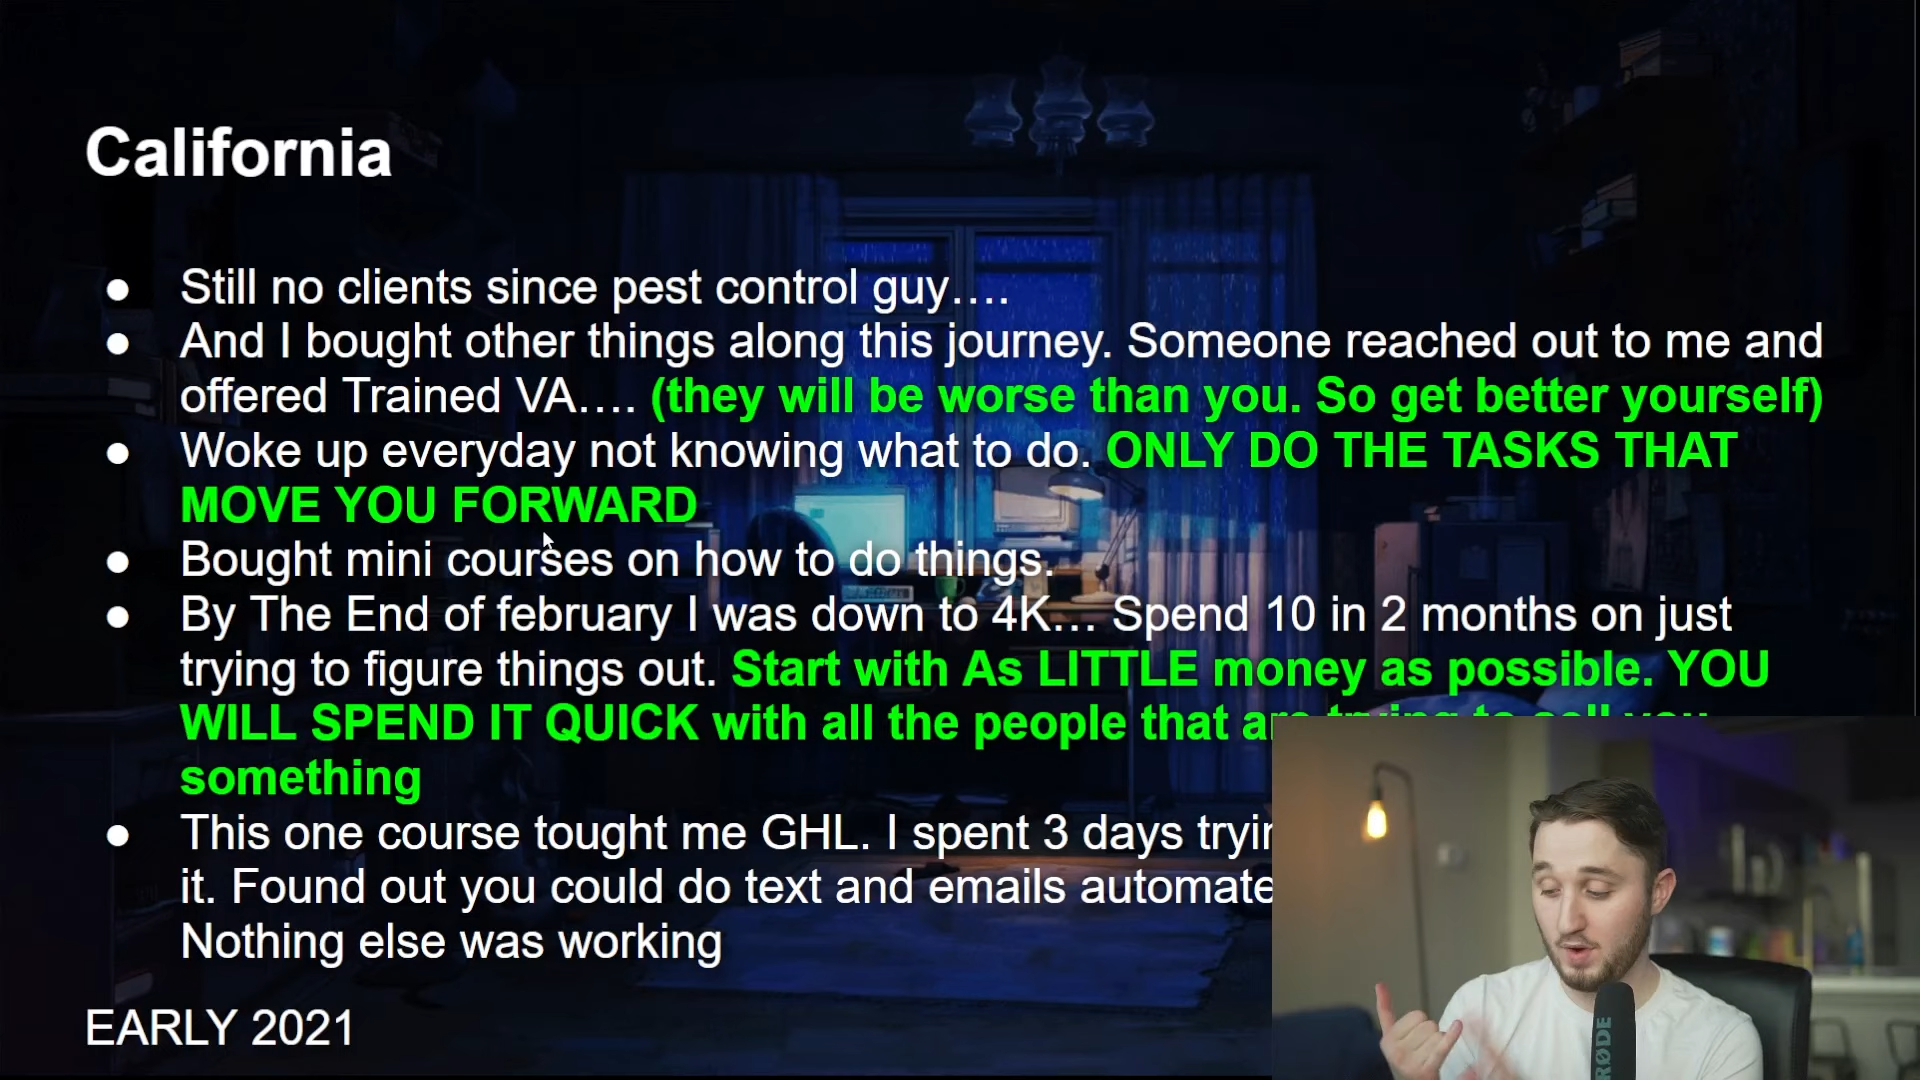 California
● Still no clients since pest control guy….
● And I bought other things along this journey. Someone reached out to me and
offered Trained VA…. (they will be worse than you. So get better yourself)
● Woke up everyday not knowing what to do. ONLY DO THE TASKS THAT
MOVE YOU FORWARD
● Bought mini courses on how to do things.
● By The End of february I was down to 4K… Spend 10 in 2 months on just
trying to figure things out. Start with As LITTLE money as possible. YOU
WILL SPEND IT QUICK with all the people that are trying to sell you
something
● This one course tought me GHL. I spent 3 days
it. Found out you could do text and emails
Nothing else was working
EARLY 2021
RØDE